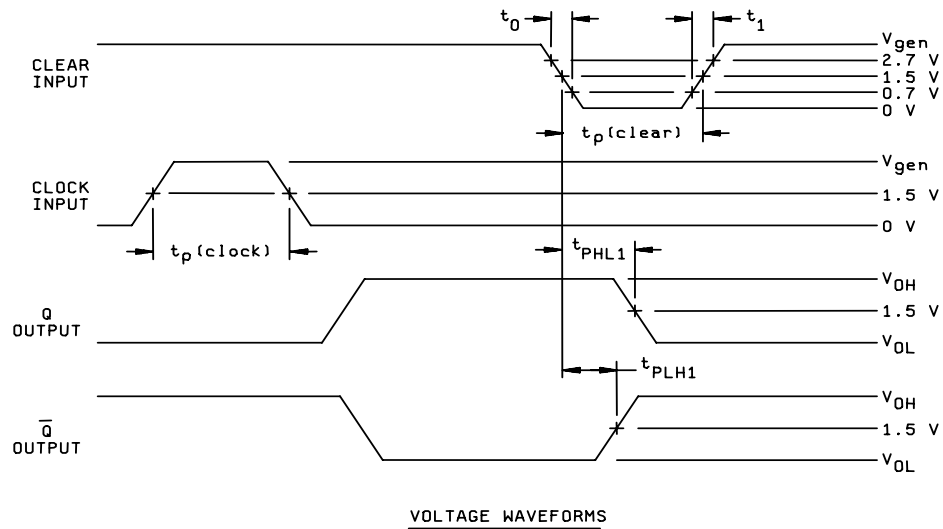 t0 t1
CLEAR
INPUT
Vgen
2.7 V
1.5 V
0.7 V
0 V
tp(clear)
CLOCK
INPUT
Vgen
1.5 V
0 V
tp(clock)
tPHL1
Q
OUTPUT
VOH
1.5 V
VOL
tPLH1
Q̅
OUTPUT
VOH
1.5 V
VOL
VOLTAGE WAVEFORMS